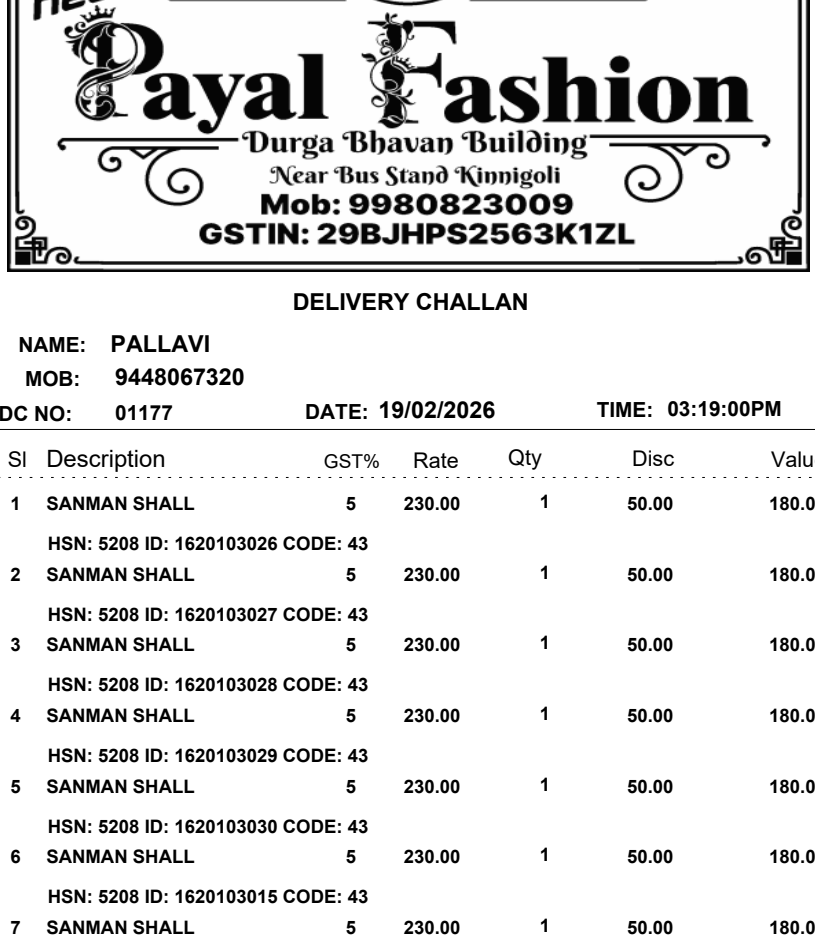 Payal Fashion
Durga Bhavan Building
Near Bus Stand Kinnigoli
Mob: 9980823009
GSTIN: 29BJHPS2563K1ZL
DELIVERY CHALLAN
NAME: PALLAVI
MOB: 9448067320
DC NO: 01177 DATE: 19/02/2026 TIME: 03:19:00PM
Sl Description GST% Rate Qty Disc Valu
1 SANMAN SHALL 5 230.00 1 50.00 180.0
HSN: 5208 ID: 1620103026 CODE: 43
2 SANMAN SHALL 5 230.00 1 50.00 180.0
HSN: 5208 ID: 1620103027 CODE: 43
3 SANMAN SHALL 5 230.00 1 50.00 180.0
HSN: 5208 ID: 1620103028 CODE: 43
4 SANMAN SHALL 5 230.00 1 50.00 180.0
HSN: 5208 ID: 1620103029 CODE: 43
5 SANMAN SHALL 5 230.00 1 50.00 180.0
HSN: 5208 ID: 1620103030 CODE: 43
6 SANMAN SHALL 5 230.00 1 50.00 180.0
HSN: 5208 ID: 1620103015 CODE: 43
7 SANMAN SHALL 5 230.00 1 50.00 180.0